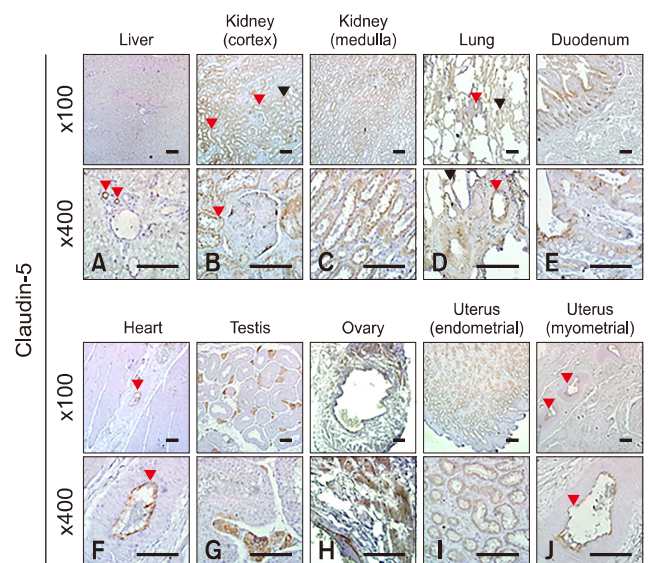 Liver
Kidney
(cortex)
Kidney
(medulla)
Lung
Duodenum
x100
x400
A
B
C
D
E
Claudin-5
Heart
Testis
Ovary
Uterus
(endometrial)
Uterus
(myometrial)
x100
x400
F
G
H
I
J